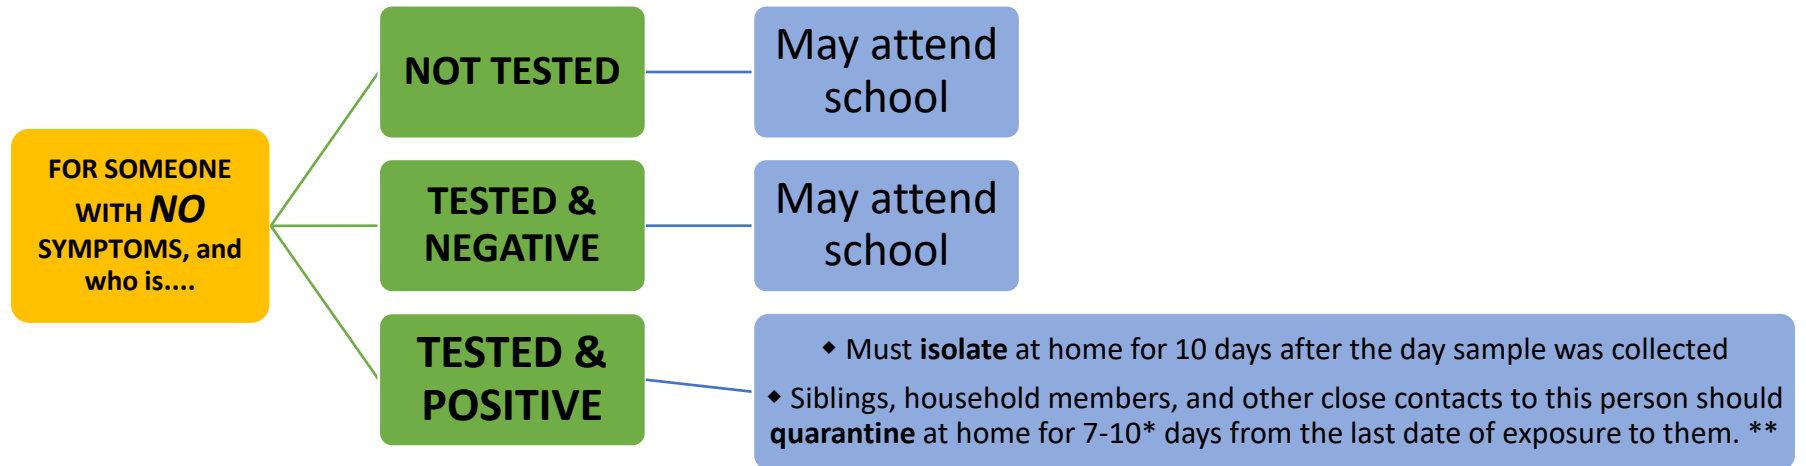 FOR SOMEONE
WITH NO
SYMPTOMS, and
who is....
NOT TESTED
May attend
school
TESTED &
NEGATIVE
May attend
school
TESTED &
POSITIVE
◆ Must isolate at home for 10 days after the day sample was collected
◆ Siblings, household members, and other close contacts to this person should
quarantine at home for 7-10* days from the last date of exposure to them. **